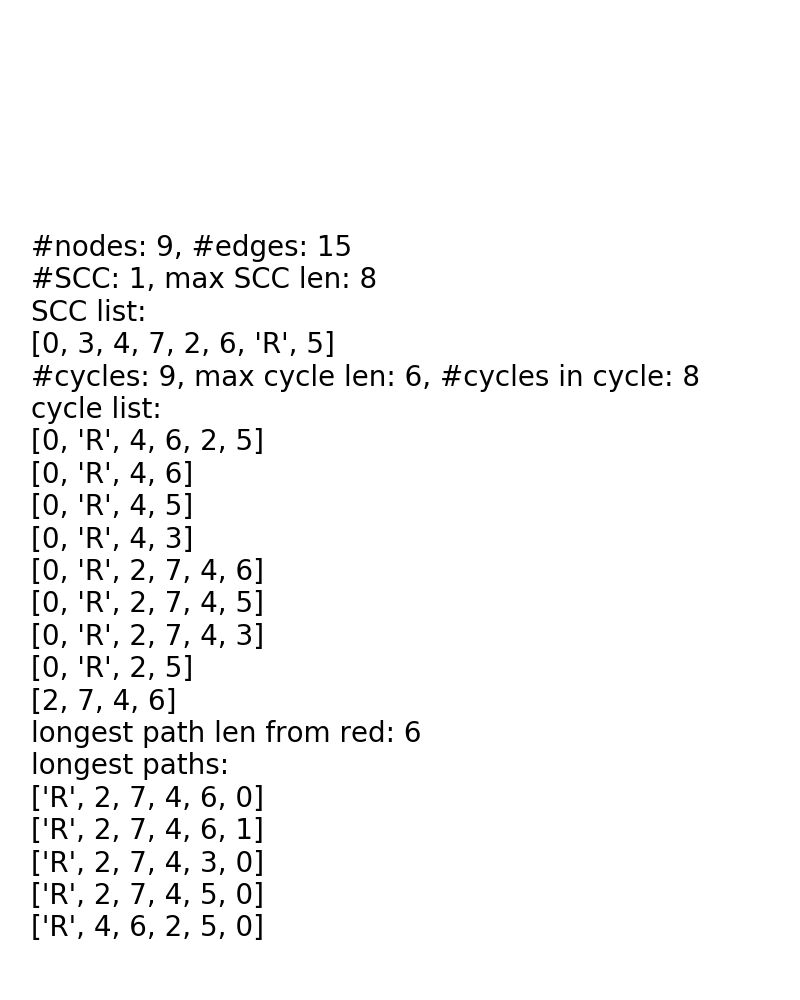 #nodes: 9, #edges: 15
#SCC: 1, max SCC len: 8
SCC list:
[0, 3, 4, 7, 2, 6, 'R', 5]
#cycles: 9, max cycle len: 6, #cycles in cycle: 8
cycle list:
[0, 'R', 4, 6, 2, 5]
[0, 'R', 4, 6]
[0, 'R', 4, 5]
[0, 'R', 4, 3]
[0, 'R', 2, 7, 4, 6]
[0, 'R', 2, 7, 4, 5]
[0, 'R', 2, 7, 4, 3]
[0, 'R', 2, 5]
[2, 7, 4, 6]
longest path len from red: 6
longest paths:
['R', 2, 7, 4, 6, 0]
['R', 2, 7, 4, 6, 1]
['R', 2, 7, 4, 3, 0]
['R', 2, 7, 4, 5, 0]
['R', 4, 6, 2, 5, 0]